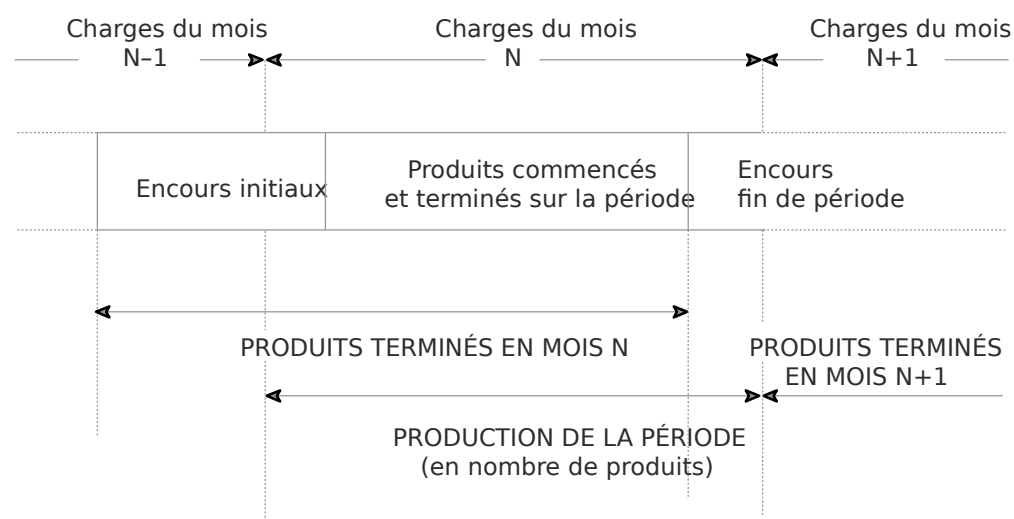 Charges du mois
N–1
Charges du mois
N
Charges du mois
N+1
Encours initiaux
Produits commencés
et terminés sur la période
Encours
fin de période
PRODUITS TERMINÉS EN MOIS N
PRODUITS TERMINÉS
EN MOIS N+1
PRODUCTION DE LA PÉRIODE
(en nombre de produits)